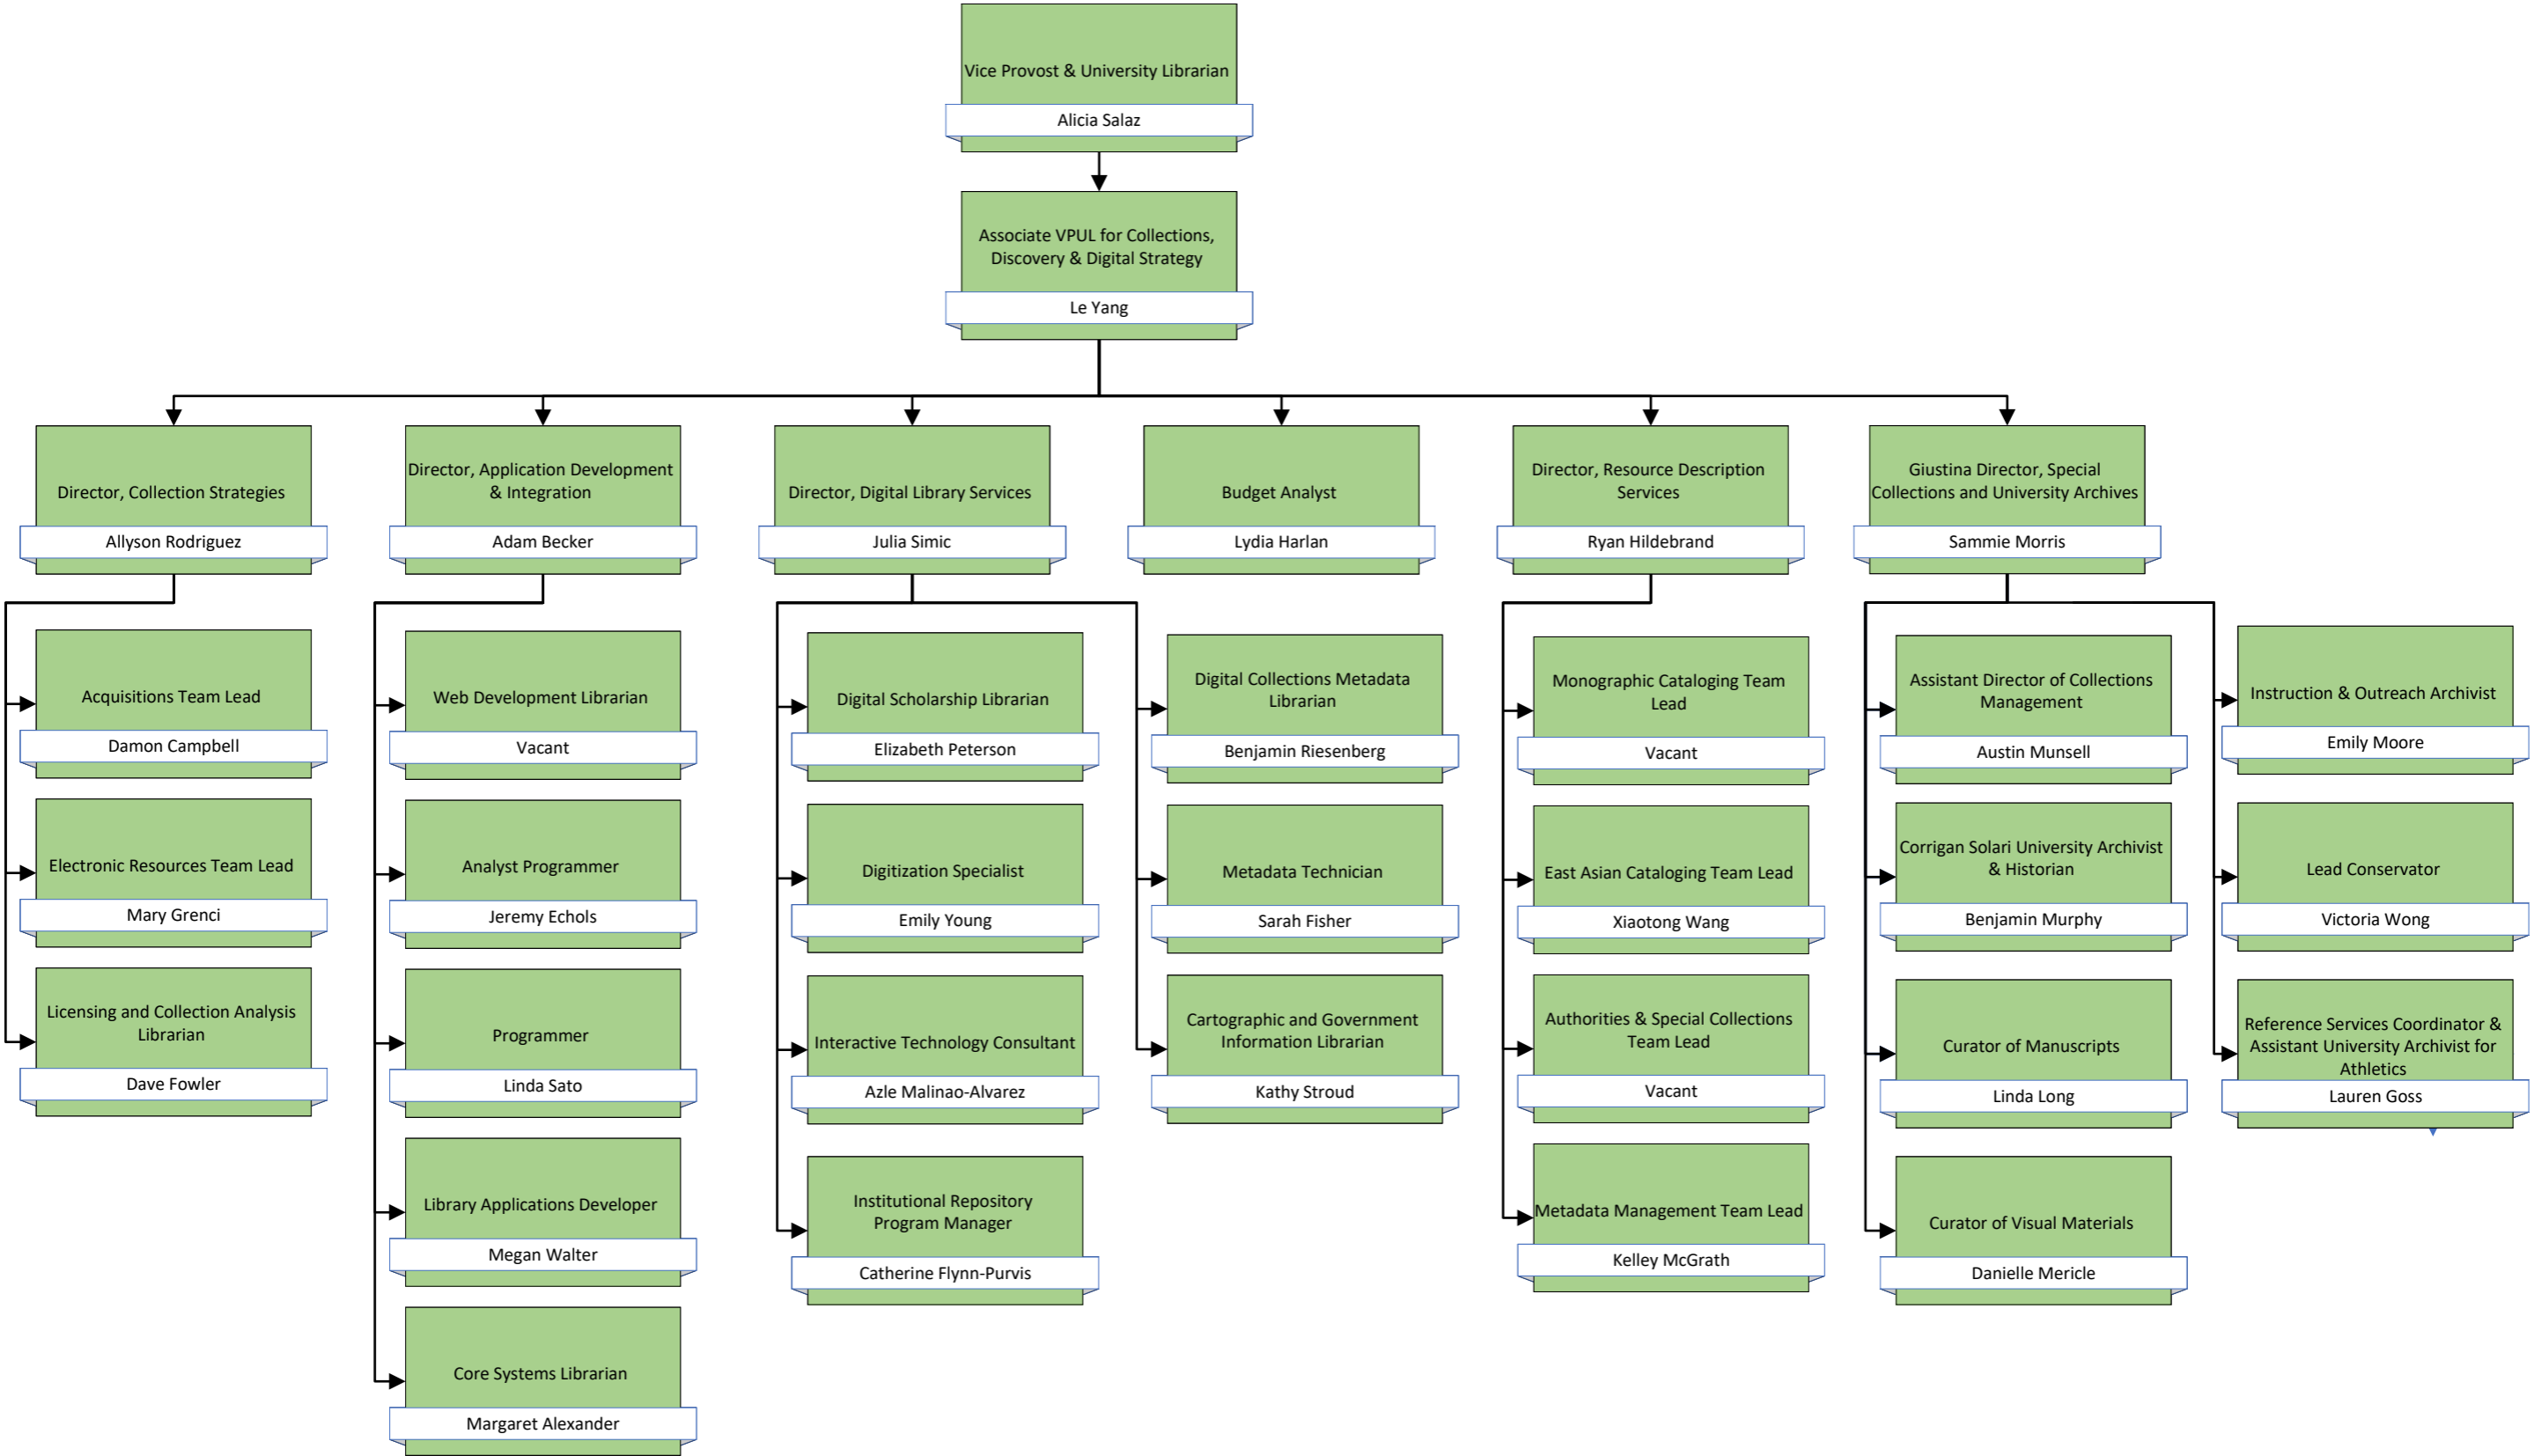 Vice Provost & University Librarian
Alicia Salaz
Associate VPUL for Collections,
Discovery & Digital Strategy
Le Yang
Director, Collection Strategies
Allyson Rodriguez
Director, Application Development
& Integration
Adam Becker
Director, Digital Library Services
Julia Simic
Budget Analyst
Lydia Harlan
Director, Resource Description
Services
Ryan Hildebrand
Giustina Director, Special
Collections and University Archives
Sammie Morris
Acquisitions Team Lead
Damon Campbell
Electronic Resources Team Lead
Mary Grenci
Licensing and Collection Analysis
Librarian
Dave Fowler
Web Development Librarian
Vacant
Analyst Programmer
Jeremy Echols
Programmer
Linda Sato
Library Applications Developer
Megan Walter
Core Systems Librarian
Margaret Alexander
Digital Scholarship Librarian
Elizabeth Peterson
Digitization Specialist
Emily Young
Interactive Technology Consultant
Azle Malinao-Alvarez
Institutional Repository
Program Manager
Catherine Flynn-Purvis
Digital Collections Metadata
Librarian
Benjamin Riesenberg
Metadata Technician
Sarah Fisher
Cartographic and Government
Information Librarian
Kathy Stroud
Monographic Cataloging Team
Lead
Vacant
East Asian Cataloging Team Lead
Xiaotong Wang
Authorities & Special Collections
Team Lead
Vacant
Metadata Management Team Lead
Kelley McGrath
Assistant Director of Collections
Management
Austin Munsell
Corrigan Solari University Archivist
& Historian
Benjamin Murphy
Curator of Manuscripts
Linda Long
Curator of Visual Materials
Danielle Mericle
Instruction & Outreach Archivist
Emily Moore
Lead Conservator
Victoria Wong
Reference Services Coordinator &
Assistant University Archivist for
Athletics
Lauren Goss